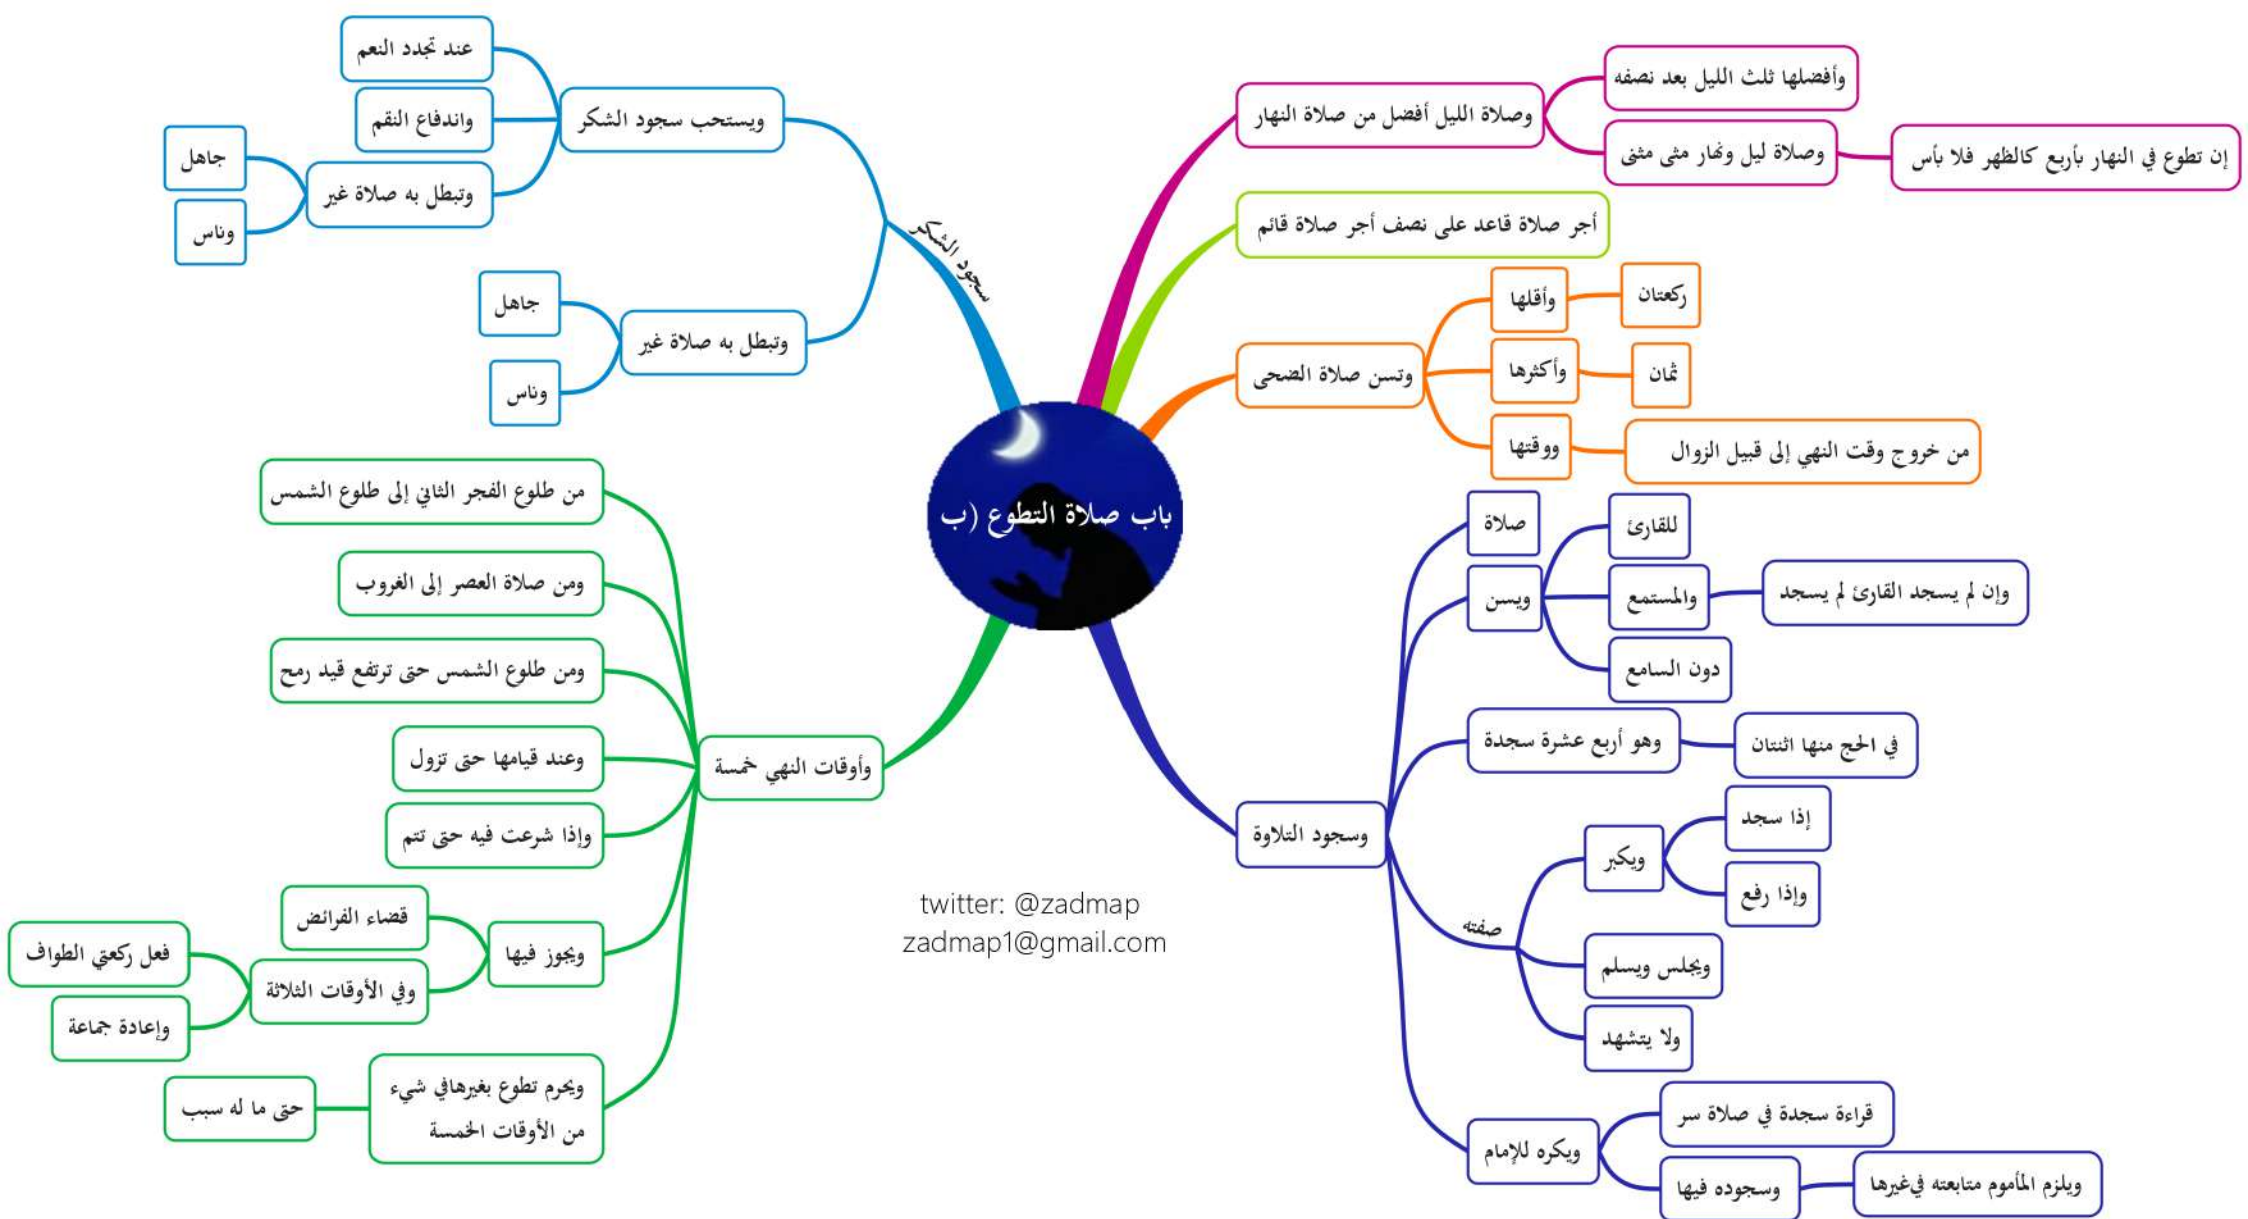 باب صلاة التطوع (ب
وصلاة الليل أفضل من صلاة النهار
وأفضلها ثلث الليل بعد نصفه
وصلاة ليل ونهار مثى مثنى
إن تطوع في النهار بأربع كالظهر فلا بأس
أجر صلاة قاعد على نصف أجر صلاة قائم
وتسن صلاة الضحى
وأقلها
ركعتان
وأكثرها
ثمان
ووقتها
من خروج وقت النهي إلى قبيل الزوال
وسجود التلاوة
صلاة
ويسن
للقارئ
والمستمع
وإن لم يسجد القارئ لم يسجد
دون السامع
وهو أربع عشرة سجدة
في الحج منها اثنتان
صفته
ويكبر
إذا سجد
وإذا رفع
ويجلس ويسلم
ولا يتشهد
ويكره للإمام
قراءة سجدة في صلاة سر
وسجوده فيها
ويلزم المأموم متابعته في غيرها
سجود الشكر
ويستحب سجود الشكر
عند تجدد النعم
واندفاع النقم
وتبطل به صلاة غير
جاهل
وناس
وتبطل به صلاة غير
جاهل
وناس
وأوقات النهي خمسة
من طلوع الفجر الثاني إلى طلوع الشمس
ومن صلاة العصر إلى الغروب
ومن طلوع الشمس حتى ترتفع قيد رمح
وعند قيامها حتى تزول
وإذا شرعت فيه حتى تتم
ويجوز فيها
قضاء الفرائض
وفي الأوقات الثلاثة
فعل ركعتي الطواف
وإعادة جماعة
ويحرم تطوع بغيرهافي شيء
من الأوقات الخمسة
حتى ما له سبب
twitter: @zadmap
zadmap1@gmail.com